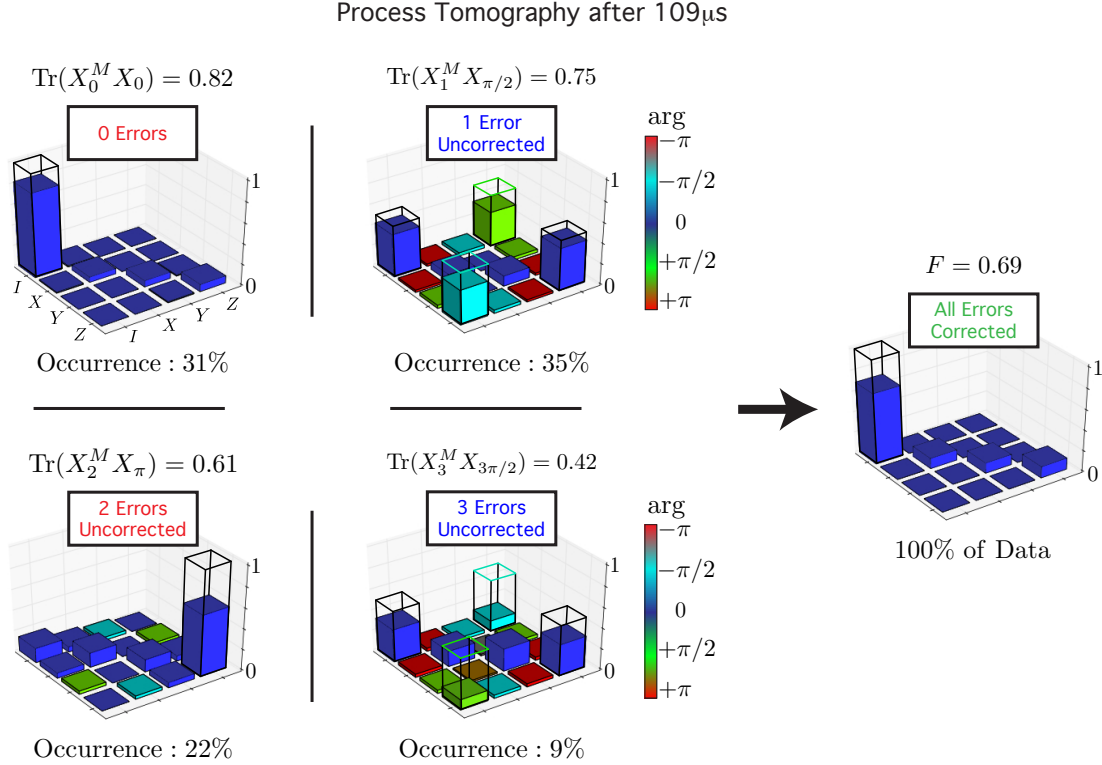 Process Tomography after 109μs
Tr(X_0^M X_0) = 0.82
0 Errors
1
0
I
X
Y
Z
I
X
Y
Z
Occurrence : 31%
Tr(X_1^M X_{π/2}) = 0.75
1 Error
Uncorrected
1
0
arg
−π
−π/2
0
+π/2
+π
Occurrence : 35%
Tr(X_2^M X_π) = 0.61
2 Errors
Uncorrected
1
0
Occurrence : 22%
Tr(X_3^M X_{3π/2}) = 0.42
3 Errors
Uncorrected
1
0
arg
−π
−π/2
0
+π/2
+π
Occurrence : 9%
F = 0.69
All Errors
Corrected
1
0
100% of Data